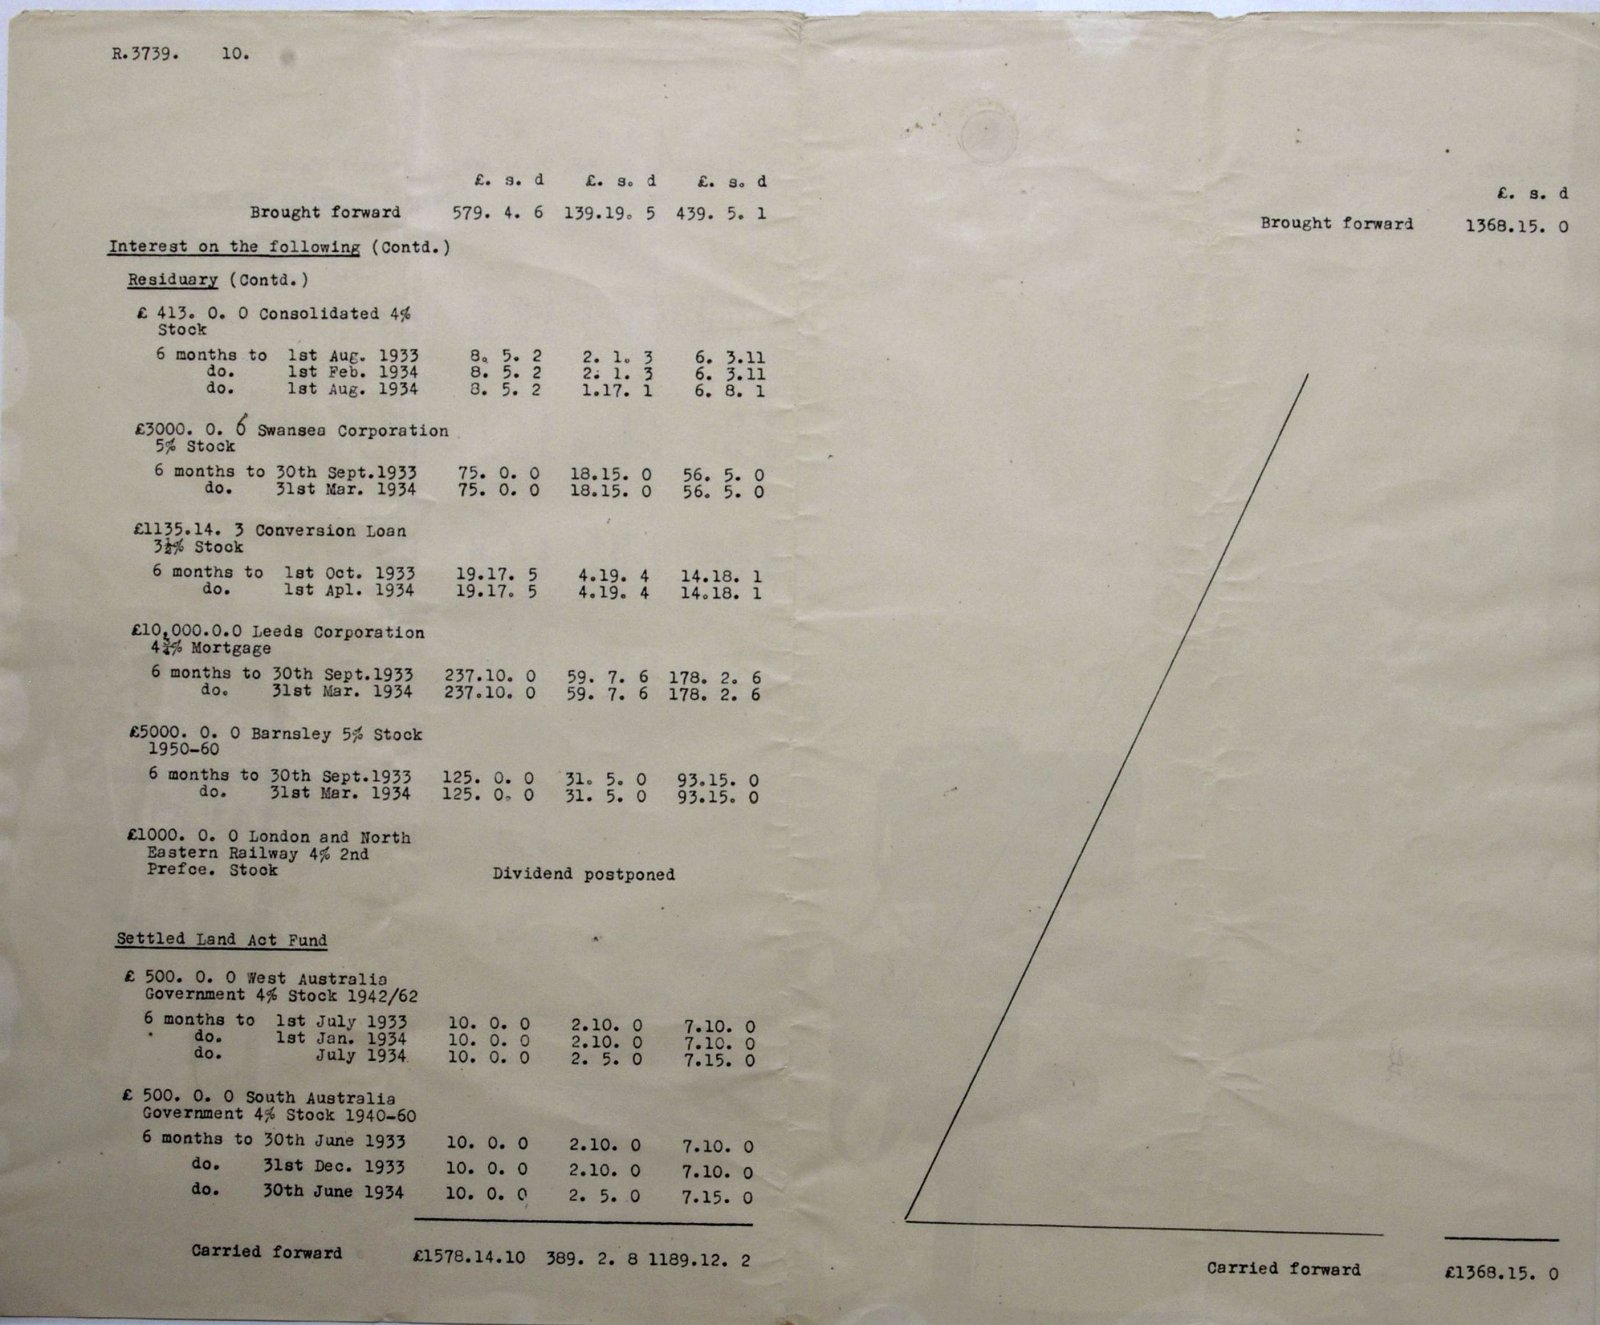 R.3739. 10.
£. s. d £. s. d £. s. d
Brought forward 579. 4. 6 139.19. 5 439. 5. 1
Interest on the following (Contd.)
Residuary (Contd.)
£ 413. 0. 0 Consolidated 4%
Stock
6 months to 1st Aug. 1933 8. 5. 2 2. 1. 3 6. 3.11
do. 1st Feb. 1934 8. 5. 2 2. 1. 3 6. 3.11
do. 1st Aug. 1934 8. 5. 2 1.17. 1 6. 8. 1
£3000. 0. 6 Swansea Corporation
5% Stock
6 months to 30th Sept.1933 75. 0. 0 18.15. 0 56. 5. 0
do. 31st Mar. 1934 75. 0. 0 18.15. 0 56. 5. 0
£1135.14. 3 Conversion Loan
3½% Stock
6 months to 1st Oct. 1933 19.17. 5 4.19. 4 14.18. 1
do. 1st Apl. 1934 19.17. 5 4.19. 4 14.18. 1
£10,000.0.0 Leeds Corporation
4¾% Mortgage
6 months to 30th Sept.1933 237.10. 0 59. 7. 6 178. 2. 6
do. 31st Mar. 1934 237.10. 0 59. 7. 6 178. 2. 6
£5000. 0. 0 Barnsley 5% Stock
1950-60
6 months to 30th Sept.1933 125. 0. 0 31. 5. 0 93.15. 0
do. 31st Mar. 1934 125. 0. 0 31. 5. 0 93.15. 0
£1000. 0. 0 London and North
Eastern Railway 4% 2nd
Prefce. Stock Dividend postponed
Settled Land Act Fund
£ 500. 0. 0 West Australia
Government 4% Stock 1942/62
6 months to 1st July 1933 10. 0. 0 2.10. 0 7.10. 0
do. 1st Jan. 1934 10. 0. 0 2.10. 0 7.10. 0
do. July 1934 10. 0. 0 2. 5. 0 7.15. 0
£ 500. 0. 0 South Australia
Government 4% Stock 1940-60
6 months to 30th June 1933 10. 0. 0 2.10. 0 7.10. 0
do. 31st Dec. 1933 10. 0. 0 2.10. 0 7.10. 0
do. 30th June 1934 10. 0. 0 2. 5. 0 7.15. 0
Carried forward £1578.14.10 389. 2. 8 1189.12. 2
£. s. d
Brought forward 1368.15. 0
Carried forward £1368.15. 0